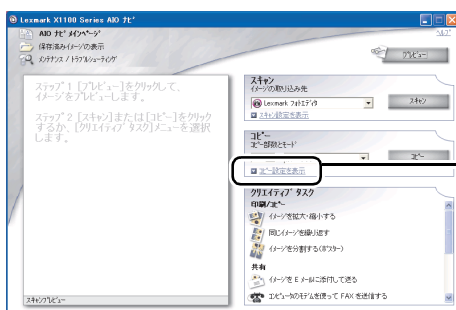 Lexmark X1100 Series AIO ﾅﾋﾞ
AIO ﾅﾋﾞ ﾒｲﾝﾍﾟｰｼﾞ
保存済みｲﾒｰｼﾞの表示
ﾒﾝﾃﾅﾝｽ / ﾄﾗﾌﾞﾙｼｭｰﾃｨﾝｸﾞ
ﾍﾙﾌﾟ
ﾌﾟﾚﾋﾞｭｰ
ステップ 1 [プレビュー]をクリックして、
イメージをプレビューします。
ステップ 2 [スキャン]または[コピー]をクリック
するか、[クリエイティブ タスク]メニューを選択
します。
スキャン
ｲﾒｰｼﾞの取り込み先
Lexmark ﾌｫﾄｴﾃﾞｨﾀ
ｽｷｬﾝ
ｽｷｬﾝ設定を表示
コピー
ｺﾋﾟｰ部数とﾓｰﾄﾞ
ｺﾋﾟｰ
ｺﾋﾟｰ設定を表示
クリエイティブ タスク
印刷/ｺﾋﾟｰ
ｲﾒｰｼﾞを拡大・縮小する
同じｲﾒｰｼﾞを繰り返す
ｲﾒｰｼﾞを分割する(ﾎﾟｽﾀｰ)
共有
ｲﾒｰｼﾞを E ﾒｰﾙに添付して送る
ｺﾝﾋﾟｭｰﾀのﾓﾃﾞﾑを使って FAX を送信する
ｽｷｬﾝﾌﾟﾚﾋﾞｭｰ